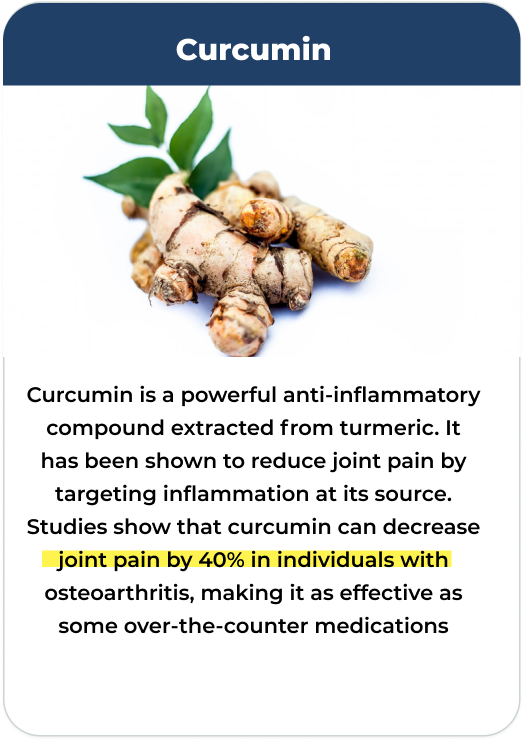 Curcumin
Curcumin is a powerful anti-inflammatory
compound extracted from turmeric. It
has been shown to reduce joint pain by
targeting inflammation at its source.
Studies show that curcumin can decrease
joint pain by 40% in individuals with
osteoarthritis, making it as effective as
some over-the-counter medications